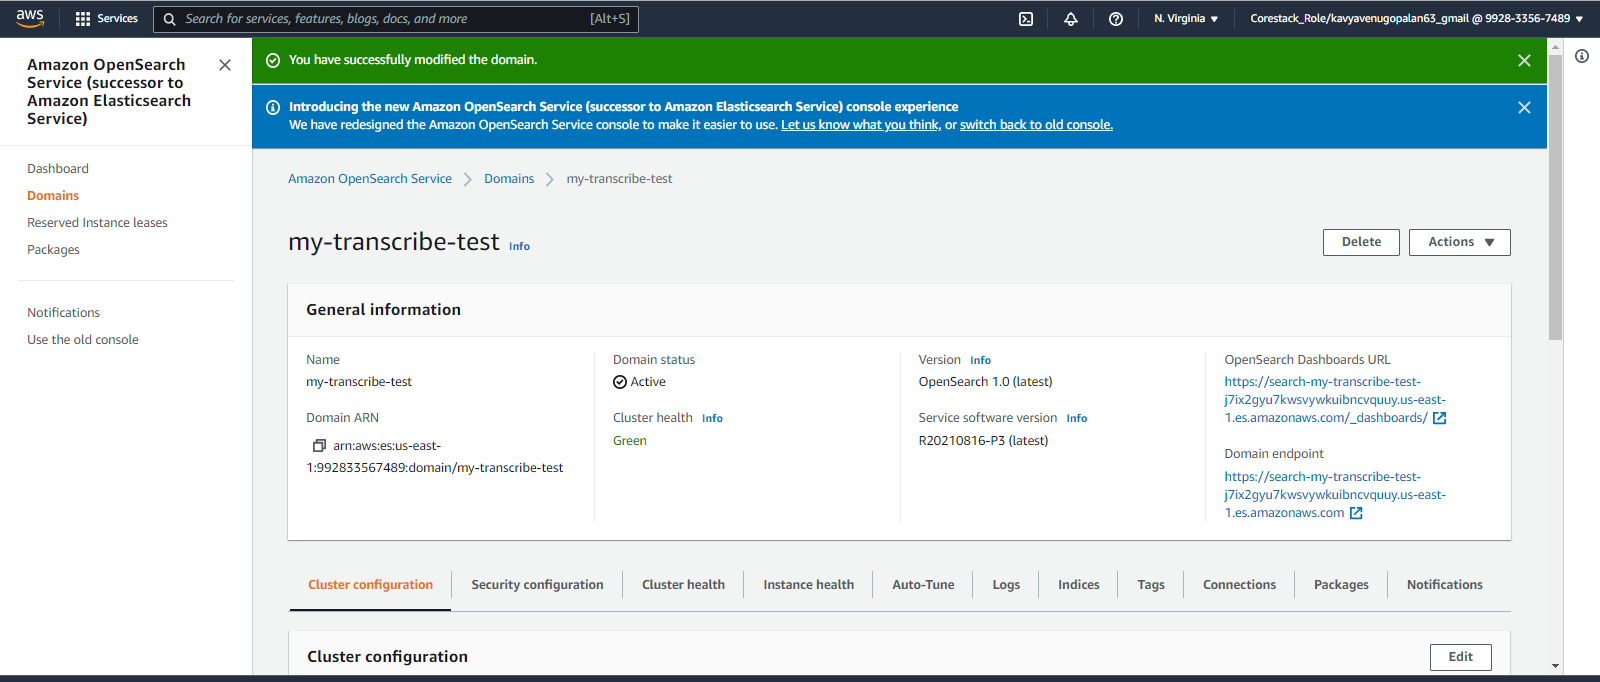 aws
Services
Search for services, features, blogs, docs, and more
[Alt+S]
N. Virginia ▼
Corestack_Role/kavyavenugopalan63_gmail @ 9928-3356-7489 ▼
Amazon OpenSearch
Service (successor to
Amazon Elasticsearch
Service)
Dashboard
Domains
Reserved Instance leases
Packages
Notifications
Use the old console
You have successfully modified the domain.
Introducing the new Amazon OpenSearch Service (successor to Amazon Elasticsearch Service) console experience
We have redesigned the Amazon OpenSearch Service console to make it easier to use. Let us know what you think, or switch back to old console.
Amazon OpenSearch Service
Domains
my-transcribe-test
my-transcribe-test Info
Delete
Actions ▼
General information
Name
my-transcribe-test
Domain ARN
arn:aws:es:us-east-
1:992833567489:domain/my-transcribe-test
Domain status
Active
Cluster health Info
Green
Version Info
OpenSearch 1.0 (latest)
Service software version Info
R20210816-P3 (latest)
OpenSearch Dashboards URL
https://search-my-transcribe-test-
j7ix2gyu7kwsvywkuibncvquuy.us-east-
1.es.amazonaws.com/_dashboards/
Domain endpoint
https://search-my-transcribe-test-
j7ix2gyu7kwsvywkuibncvquuy.us-east-
1.es.amazonaws.com
Cluster configuration
Security configuration
Cluster health
Instance health
Auto-Tune
Logs
Indices
Tags
Connections
Packages
Notifications
Cluster configuration
Edit